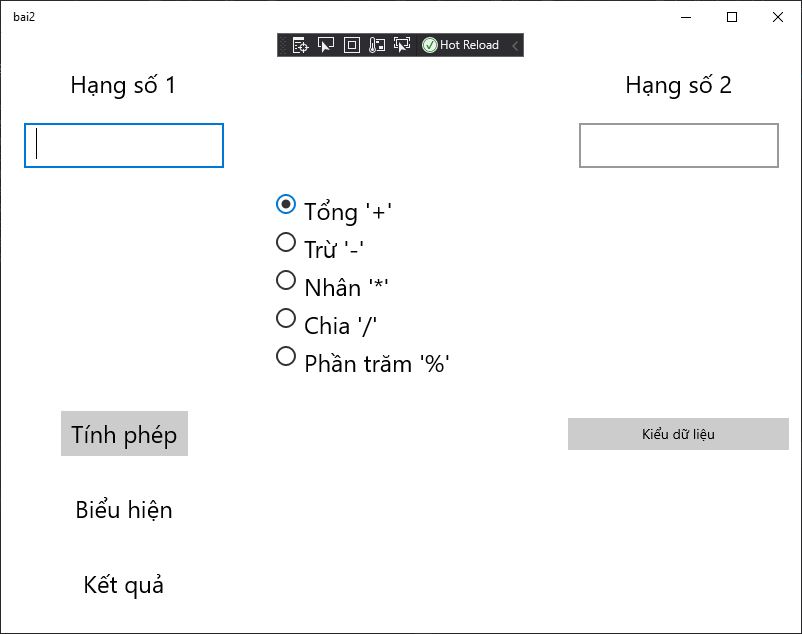 bai2
Hot Reload
Hạng số 1
Hạng số 2
Tổng '+'
Trừ '-'
Nhân '*'
Chia '/'
Phần trăm '%'
Tính phép
Kiểu dữ liệu
Biểu hiện
Kết quả